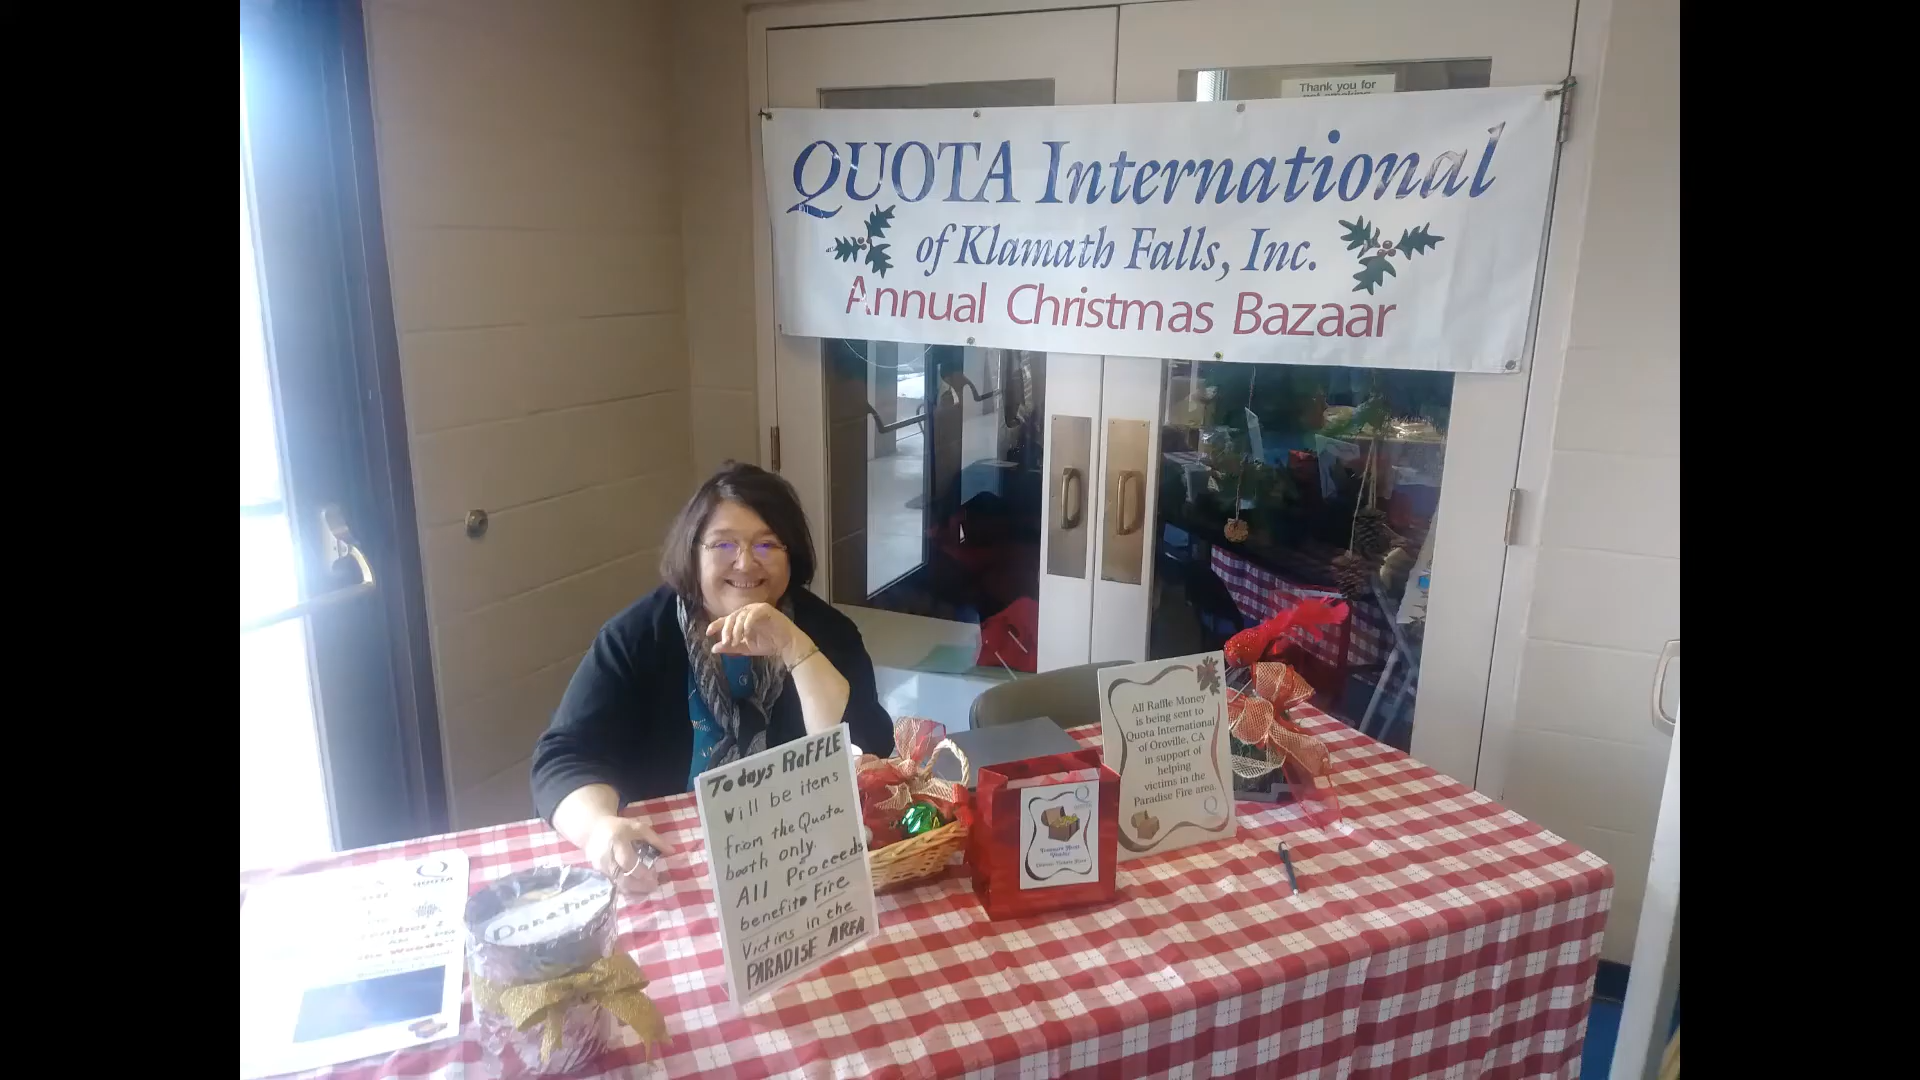 Thank you for
QUOTA International
of Klamath Falls, Inc.
Annual Christmas Bazaar
Todays RaFFLE
Will be items
from the Quota
booth only.
All Proceeds
benefits Fire
Victims in the
PARADISE AREA
All Raffle Money
is being sent to
Quota International
of Oroville, CA
in support of
helping
victims in the
Paradise Fire area.
Donations
QUOTA